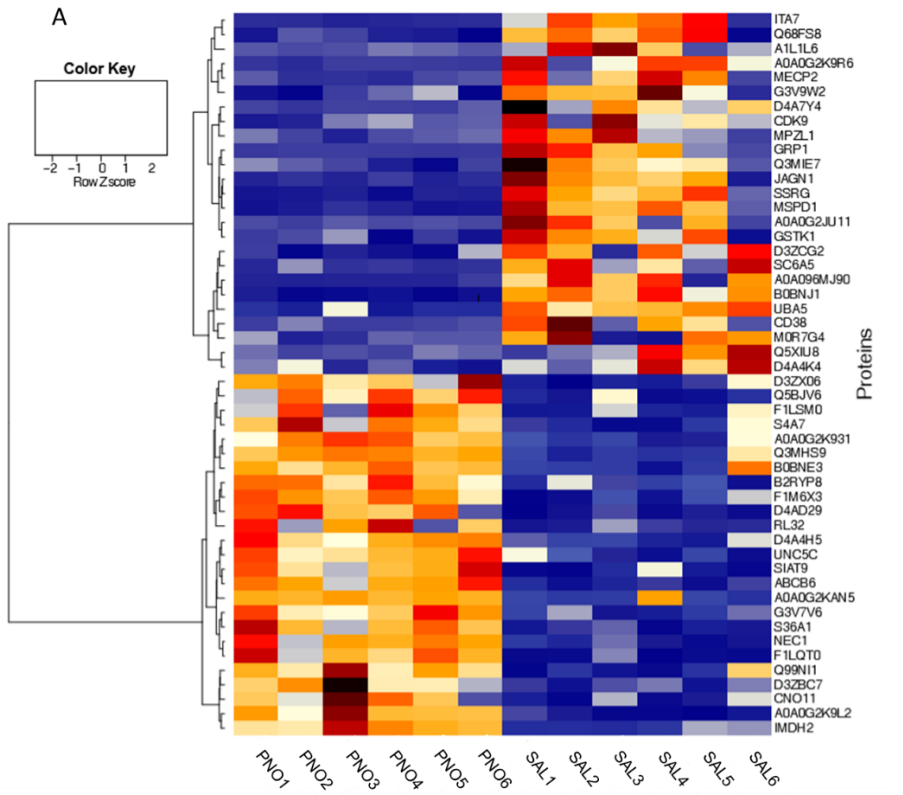 A
Color Key
−2 −1 0 1 2
Row Z score
ITA7
Q68FS8
A1L1L6
A0A0G2K9R6
MECP2
G3V9W2
D4A7Y4
CDK9
MPZL1
GRP1
Q3MIE7
JAGN1
SSRG
MSPD1
A0A0G2JU11
GSTK1
D3ZCG2
SC6A5
A0A096MJ90
B0BNJ1
UBA5
CD38
M0R7G4
Q5XIU8
D4A4K4
D3ZX06
Q5BJV6
F1LSM0
S4A7
A0A0G2K931
Q3MHS9
B0BNE3
B2RYP8
F1M6X3
D4AD29
RL32
D4A4H5
UNC5C
SIAT9
ABCB6
A0A0G2KAN5
G3V7V6
S36A1
NEC1
F1LQT0
Q99NI1
D3ZBC7
CNO11
A0A0G2K9L2
IMDH2
Proteins
PNO1 PNO2 PNO3 PNO4 PNO5 PNO6 SAL1 SAL2 SAL3 SAL4 SAL5 SAL6